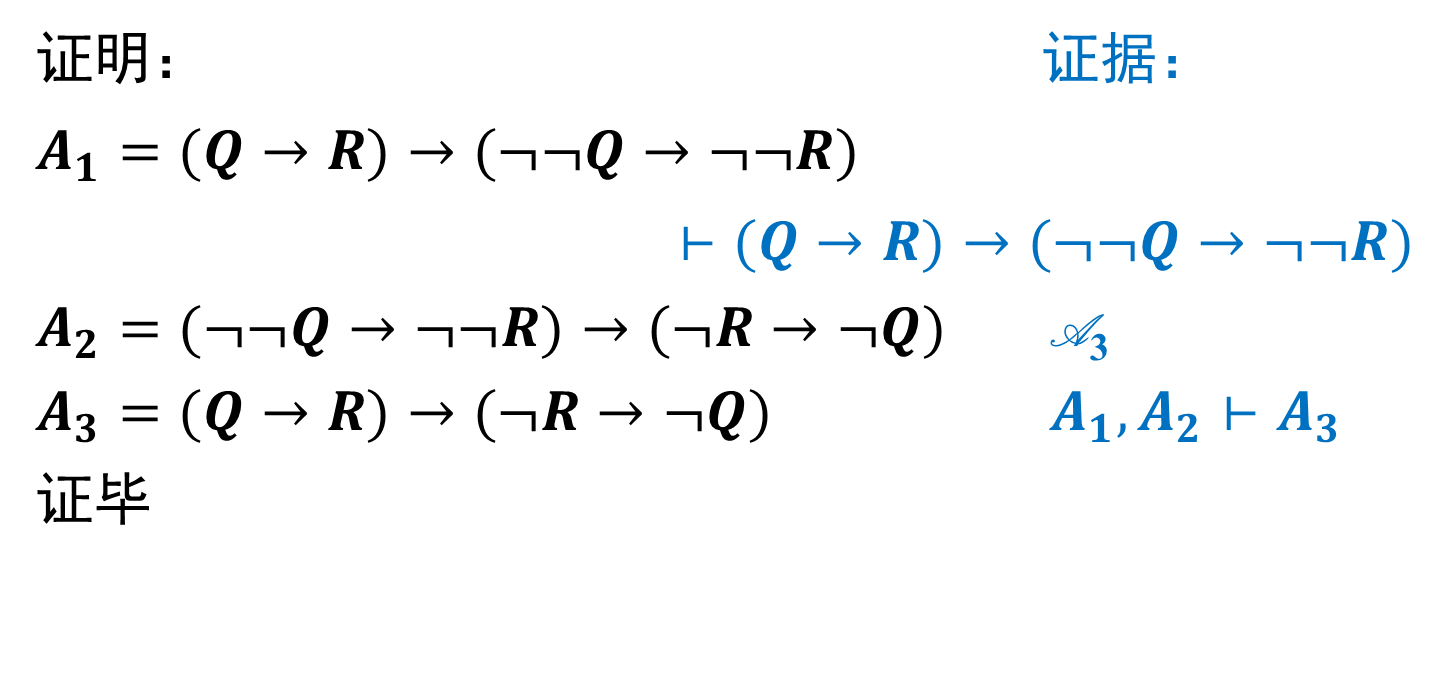 证明： 证据：
A₁ = (Q → R) → (¬¬Q → ¬¬R)
⊢ (Q → R) → (¬¬Q → ¬¬R)
A₂ = (¬¬Q → ¬¬R) → (¬R → ¬Q) 𝒜₃
A₃ = (Q → R) → (¬R → ¬Q) A₁, A₂ ⊢ A₃
证毕